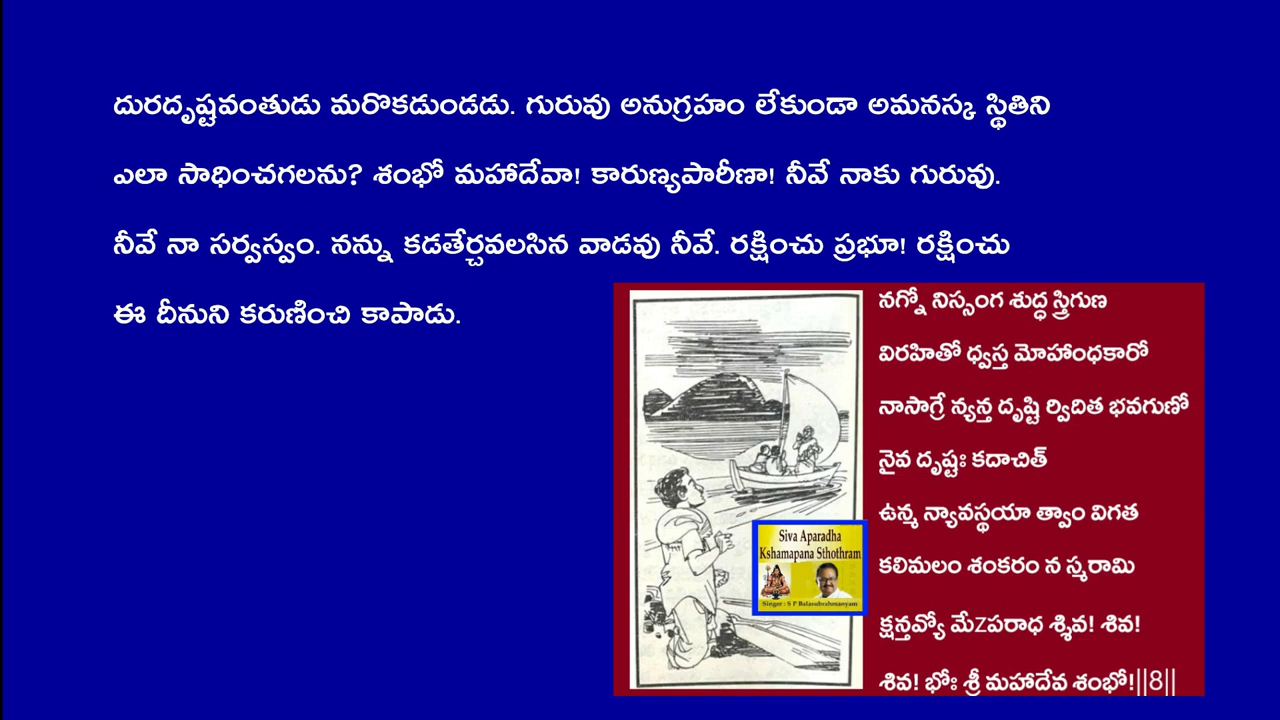 దురదృష్టవంతుడు మరొకడుండడు. గురువు అనుగ్రహం లేకుండా అమనస్క స్థితిని
ఎలా సాధించగలను? శంభో మహాదేవా! కారుణ్యపారీణా! నీవే నాకు గురువు.
నీవే నా సర్వస్వం. నన్ను కడతేర్చవలసిన వాడవు నీవే. రక్షించు ప్రభూ! రక్షించు
ఈ దీనుని కరుణించి కాపాడు.
నగ్నో నిస్సంగ శుద్ధ స్త్రిగుణ
విరహితో ధ్వస్త మోహాంధకారో
నాసాగ్రే న్యన్త దృష్టి ర్విదిత భవగుణో
నైవ దృష్టః కదాచిత్
ఉన్మ న్యావస్థయా త్వాం విగత
కలిమలం శంకరం న స్మరామి
క్షన్తవ్యో మేZపరాధ శ్శివ! శివ!
శివ! భోః శ్రీ మహాదేవ శంభో!||8||
Siva Aparadha
Kshamapana Sthothram
Singer : S P Balasubrahmanyam